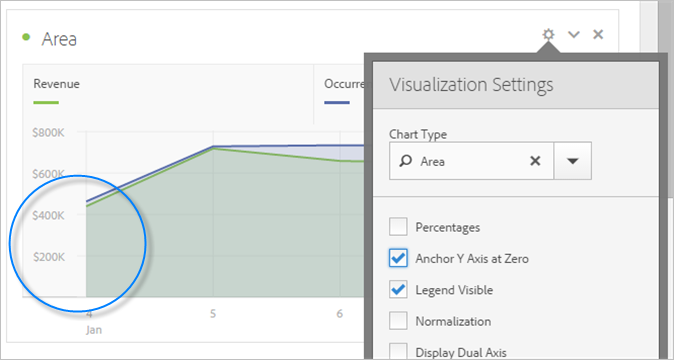 Area
Revenue
Occurre
$800K
$600K
$400K
$200K
4
5
6
Jan
Visualization Settings
Chart Type
Area
Percentages
Anchor Y Axis at Zero
Legend Visible
Normalization
Display Dual Axis